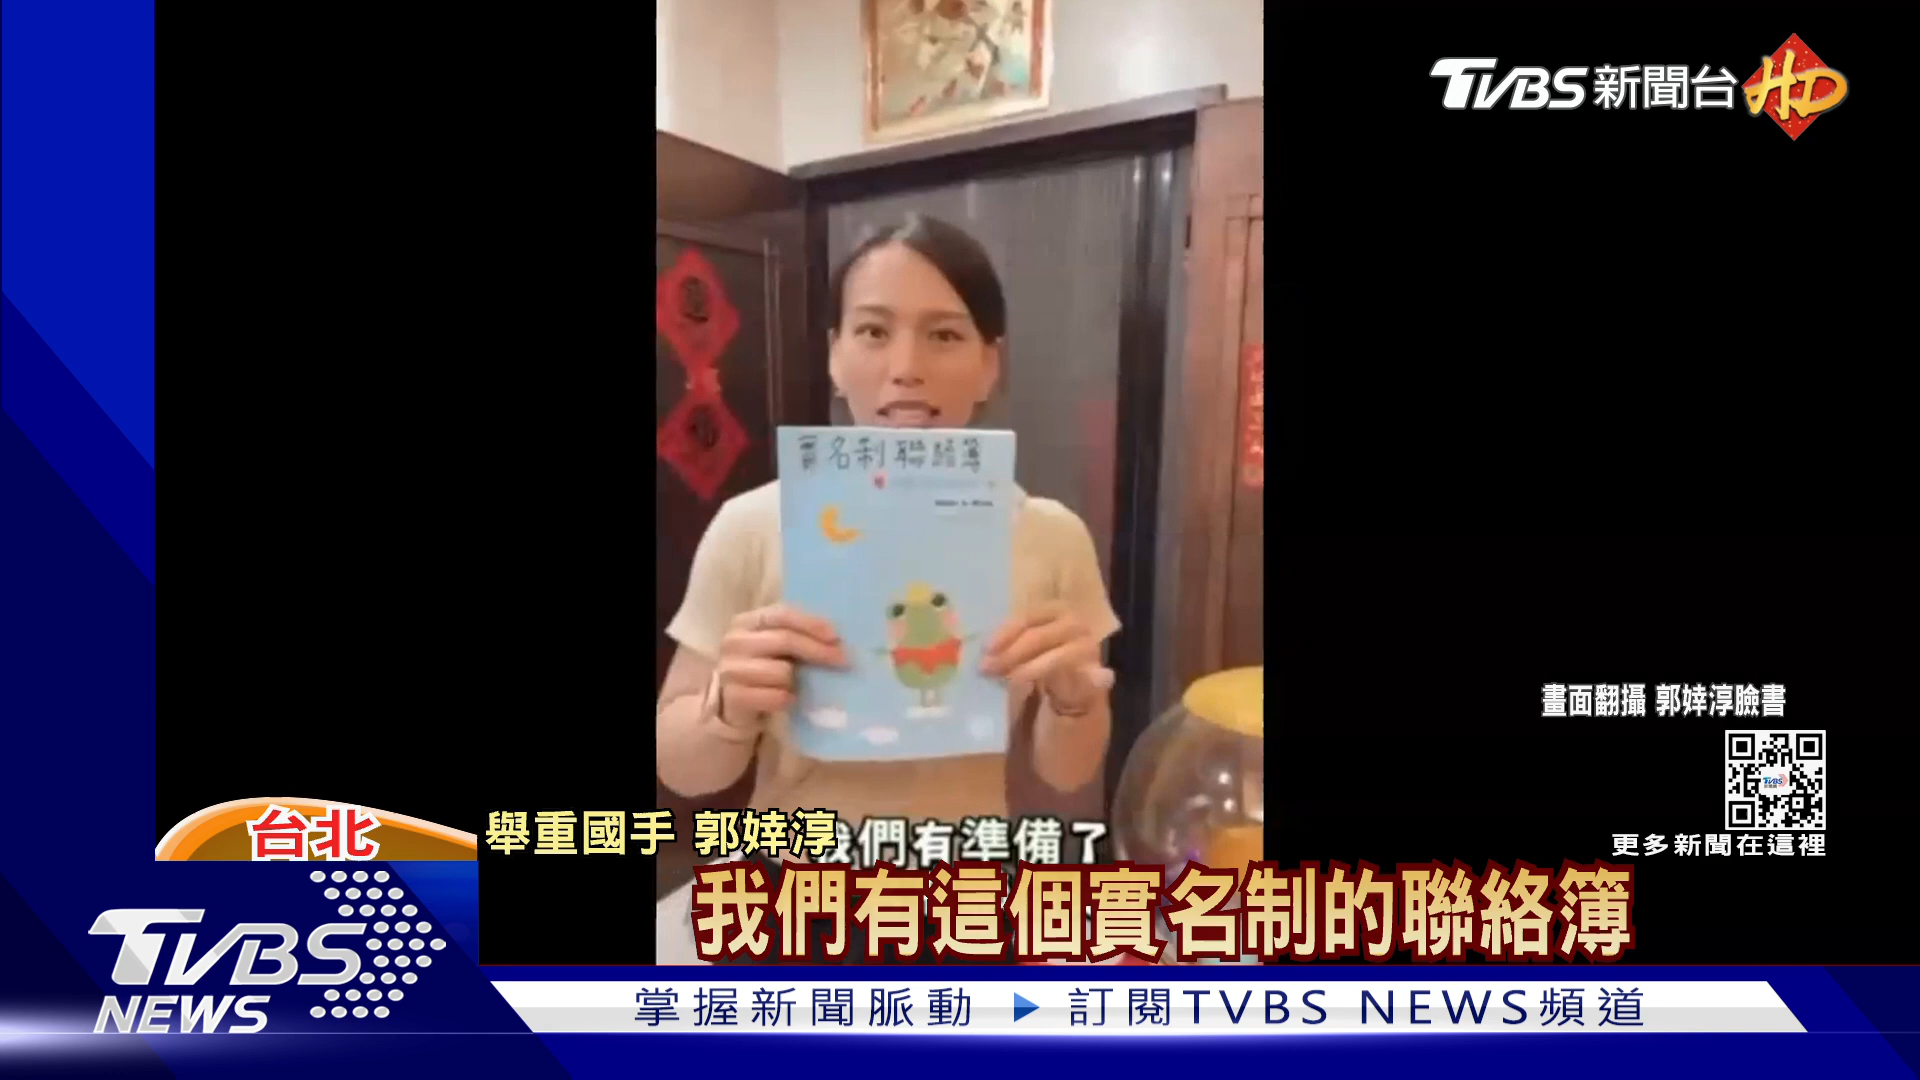 TVBS新聞台HD
實名制聯絡簿
畫面翻攝 郭婞淳臉書
TVBS
更多新聞在這裡
台北
舉重國手 郭婞淳
我們有準備了
我們有這個實名制的聯絡簿
TVBS
NEWS
掌握新聞脈動 ▶ 訂閱TVBS NEWS頻道